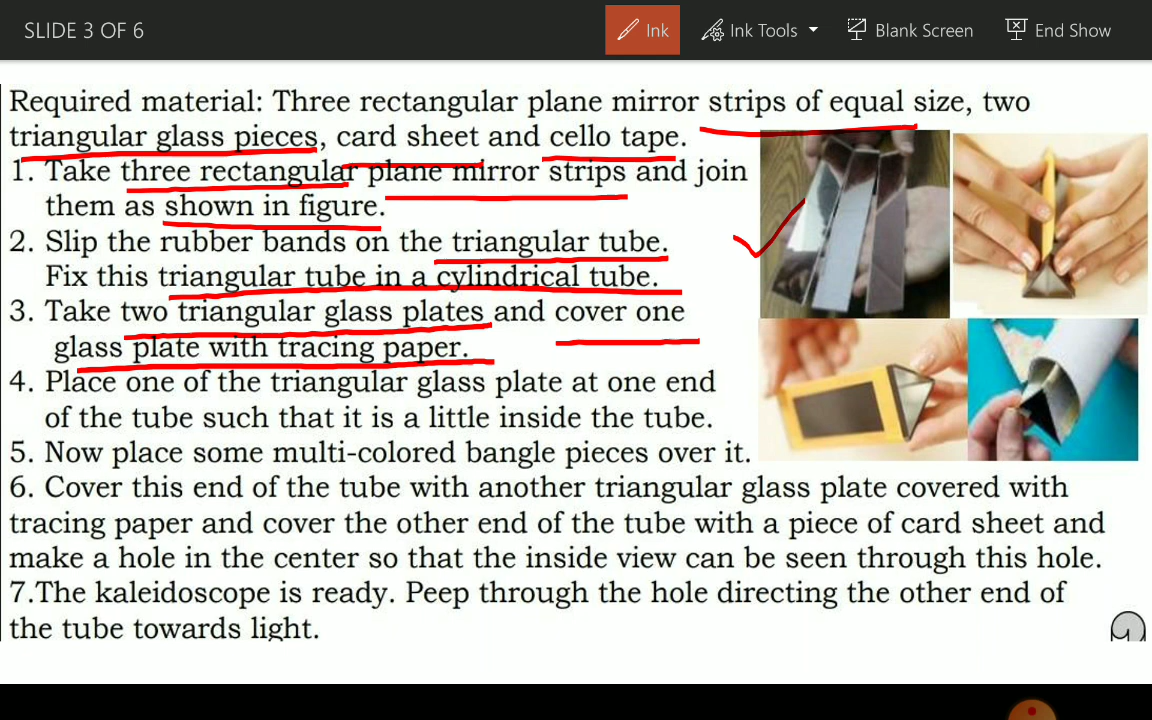 SLIDE 3 OF 6
Ink
Ink Tools
Blank Screen
End Show
Required material: Three rectangular plane mirror strips of equal size, two
triangular glass pieces, card sheet and cello tape.
1. Take three rectangular plane mirror strips and join
them as shown in figure.
2. Slip the rubber bands on the triangular tube.
Fix this triangular tube in a cylindrical tube.
3. Take two triangular glass plates and cover one
glass plate with tracing paper.
4. Place one of the triangular glass plate at one end
of the tube such that it is a little inside the tube.
5. Now place some multi-colored bangle pieces over it.
6. Cover this end of the tube with another triangular glass plate covered with
tracing paper and cover the other end of the tube with a piece of card sheet and
make a hole in the center so that the inside view can be seen through this hole.
7.The kaleidoscope is ready. Peep through the hole directing the other end of
the tube towards light.